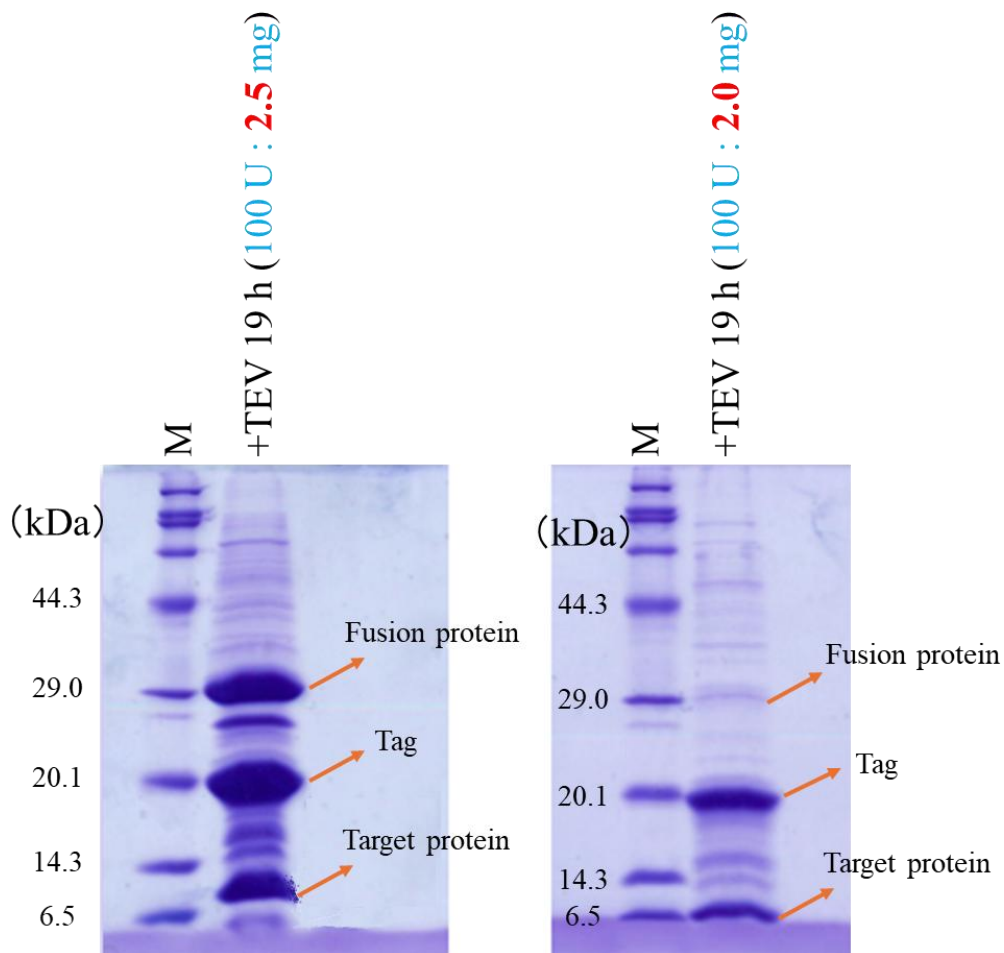 +TEV 19 h (100 U : 2.5 mg)
M
(kDa)
44.3
29.0
20.1
14.3
6.5
Fusion protein
Tag
Target protein
+TEV 19 h (100 U : 2.0 mg)
M
(kDa)
44.3
29.0
20.1
14.3
6.5
Fusion protein
Tag
Target protein